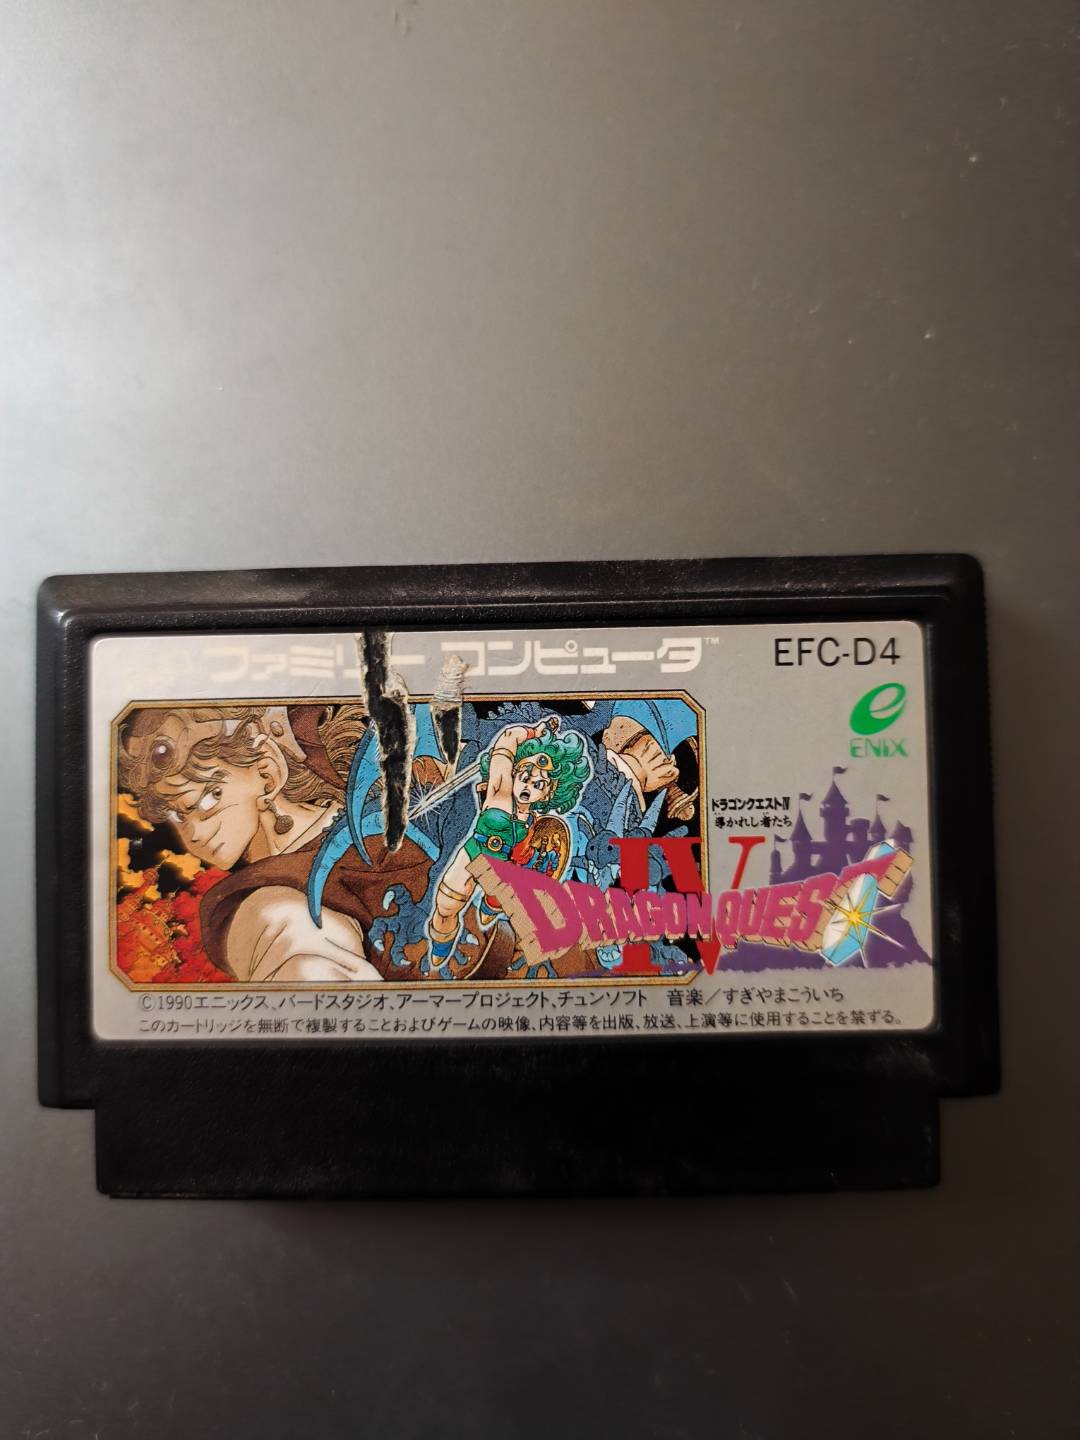 ファミリー コンピュータ™
EFC-D4
ENIX
ドラゴンクエストIV
導かれし者たち
IV
DRAGON QUEST
©1990エニックス、バードスタジオ、アーマープロジェクト、チュンソフト　音楽／すぎやまこういち
このカートリッジを無断で複製することおよびゲームの映像、内容等を出版、放送、上演等に使用することを禁ずる。